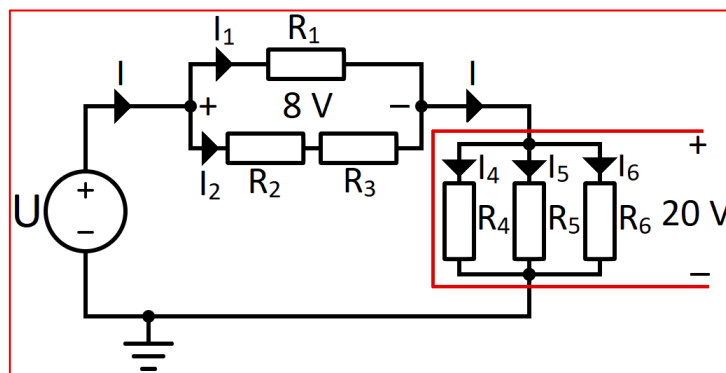 I₁ R₁
I I
+ 8 V −
I₂ R₂ R₃
+
I₄ I₅ I₆
U + −
R₄ R₅ R₆ 20 V
−